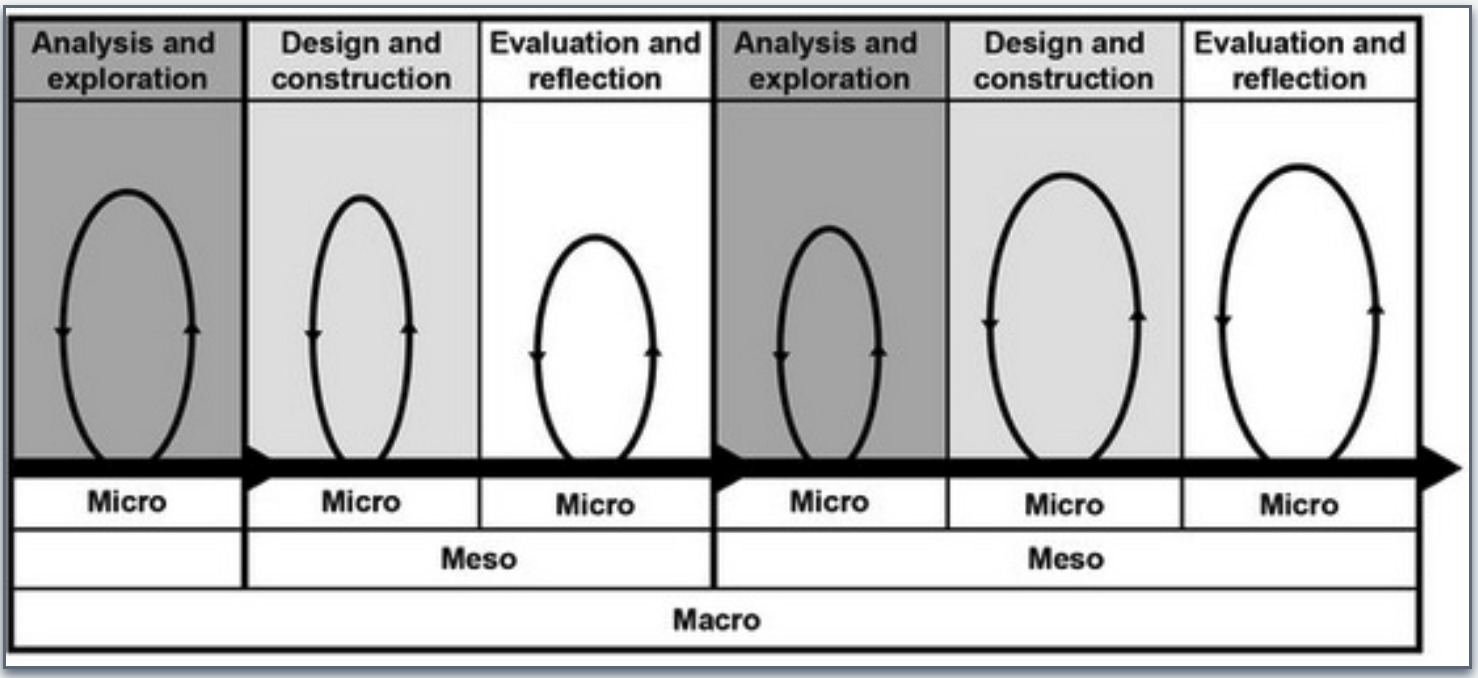 Analysis and
exploration
Design and
construction
Evaluation and
reflection
Analysis and
exploration
Design and
construction
Evaluation and
reflection
Micro
Micro
Micro
Micro
Micro
Micro
Meso
Meso
Macro